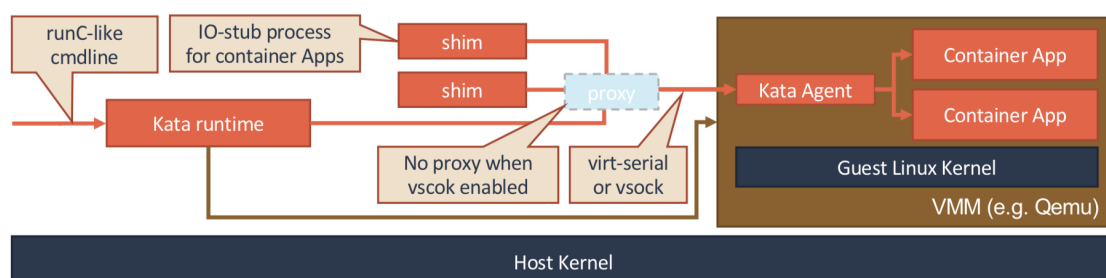 runC-like
cmdline
IO-stub process
for container Apps
shim
shim
proxy
Kata runtime
No proxy when
vscok enabled
virt-serial
or vsock
Kata Agent
Container App
Container App
Guest Linux Kernel
VMM (e.g. Qemu)
Host Kernel